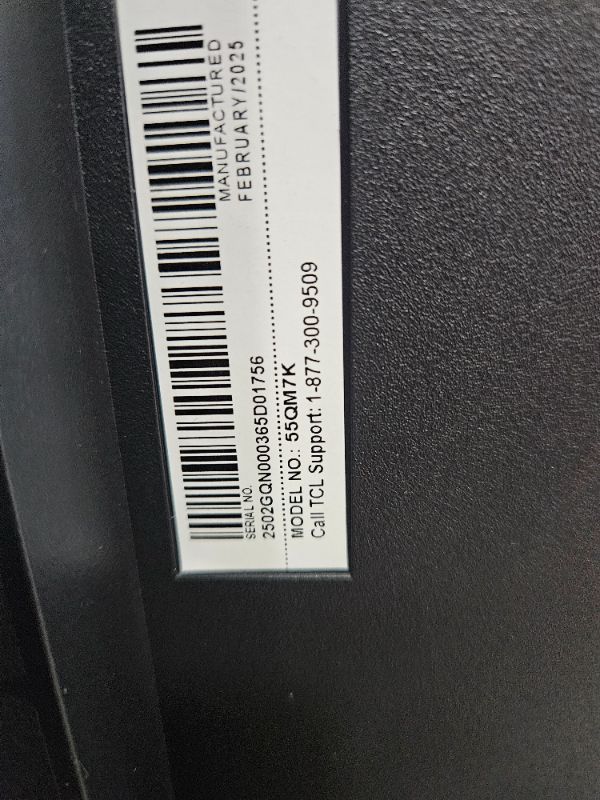 MANUFACTURED
FEBRUARY/2025
SERIAL NO.
2502GQN000365D01756
MODEL NO.: 55QM7K
Call TCL Support: 1-877-300-9509